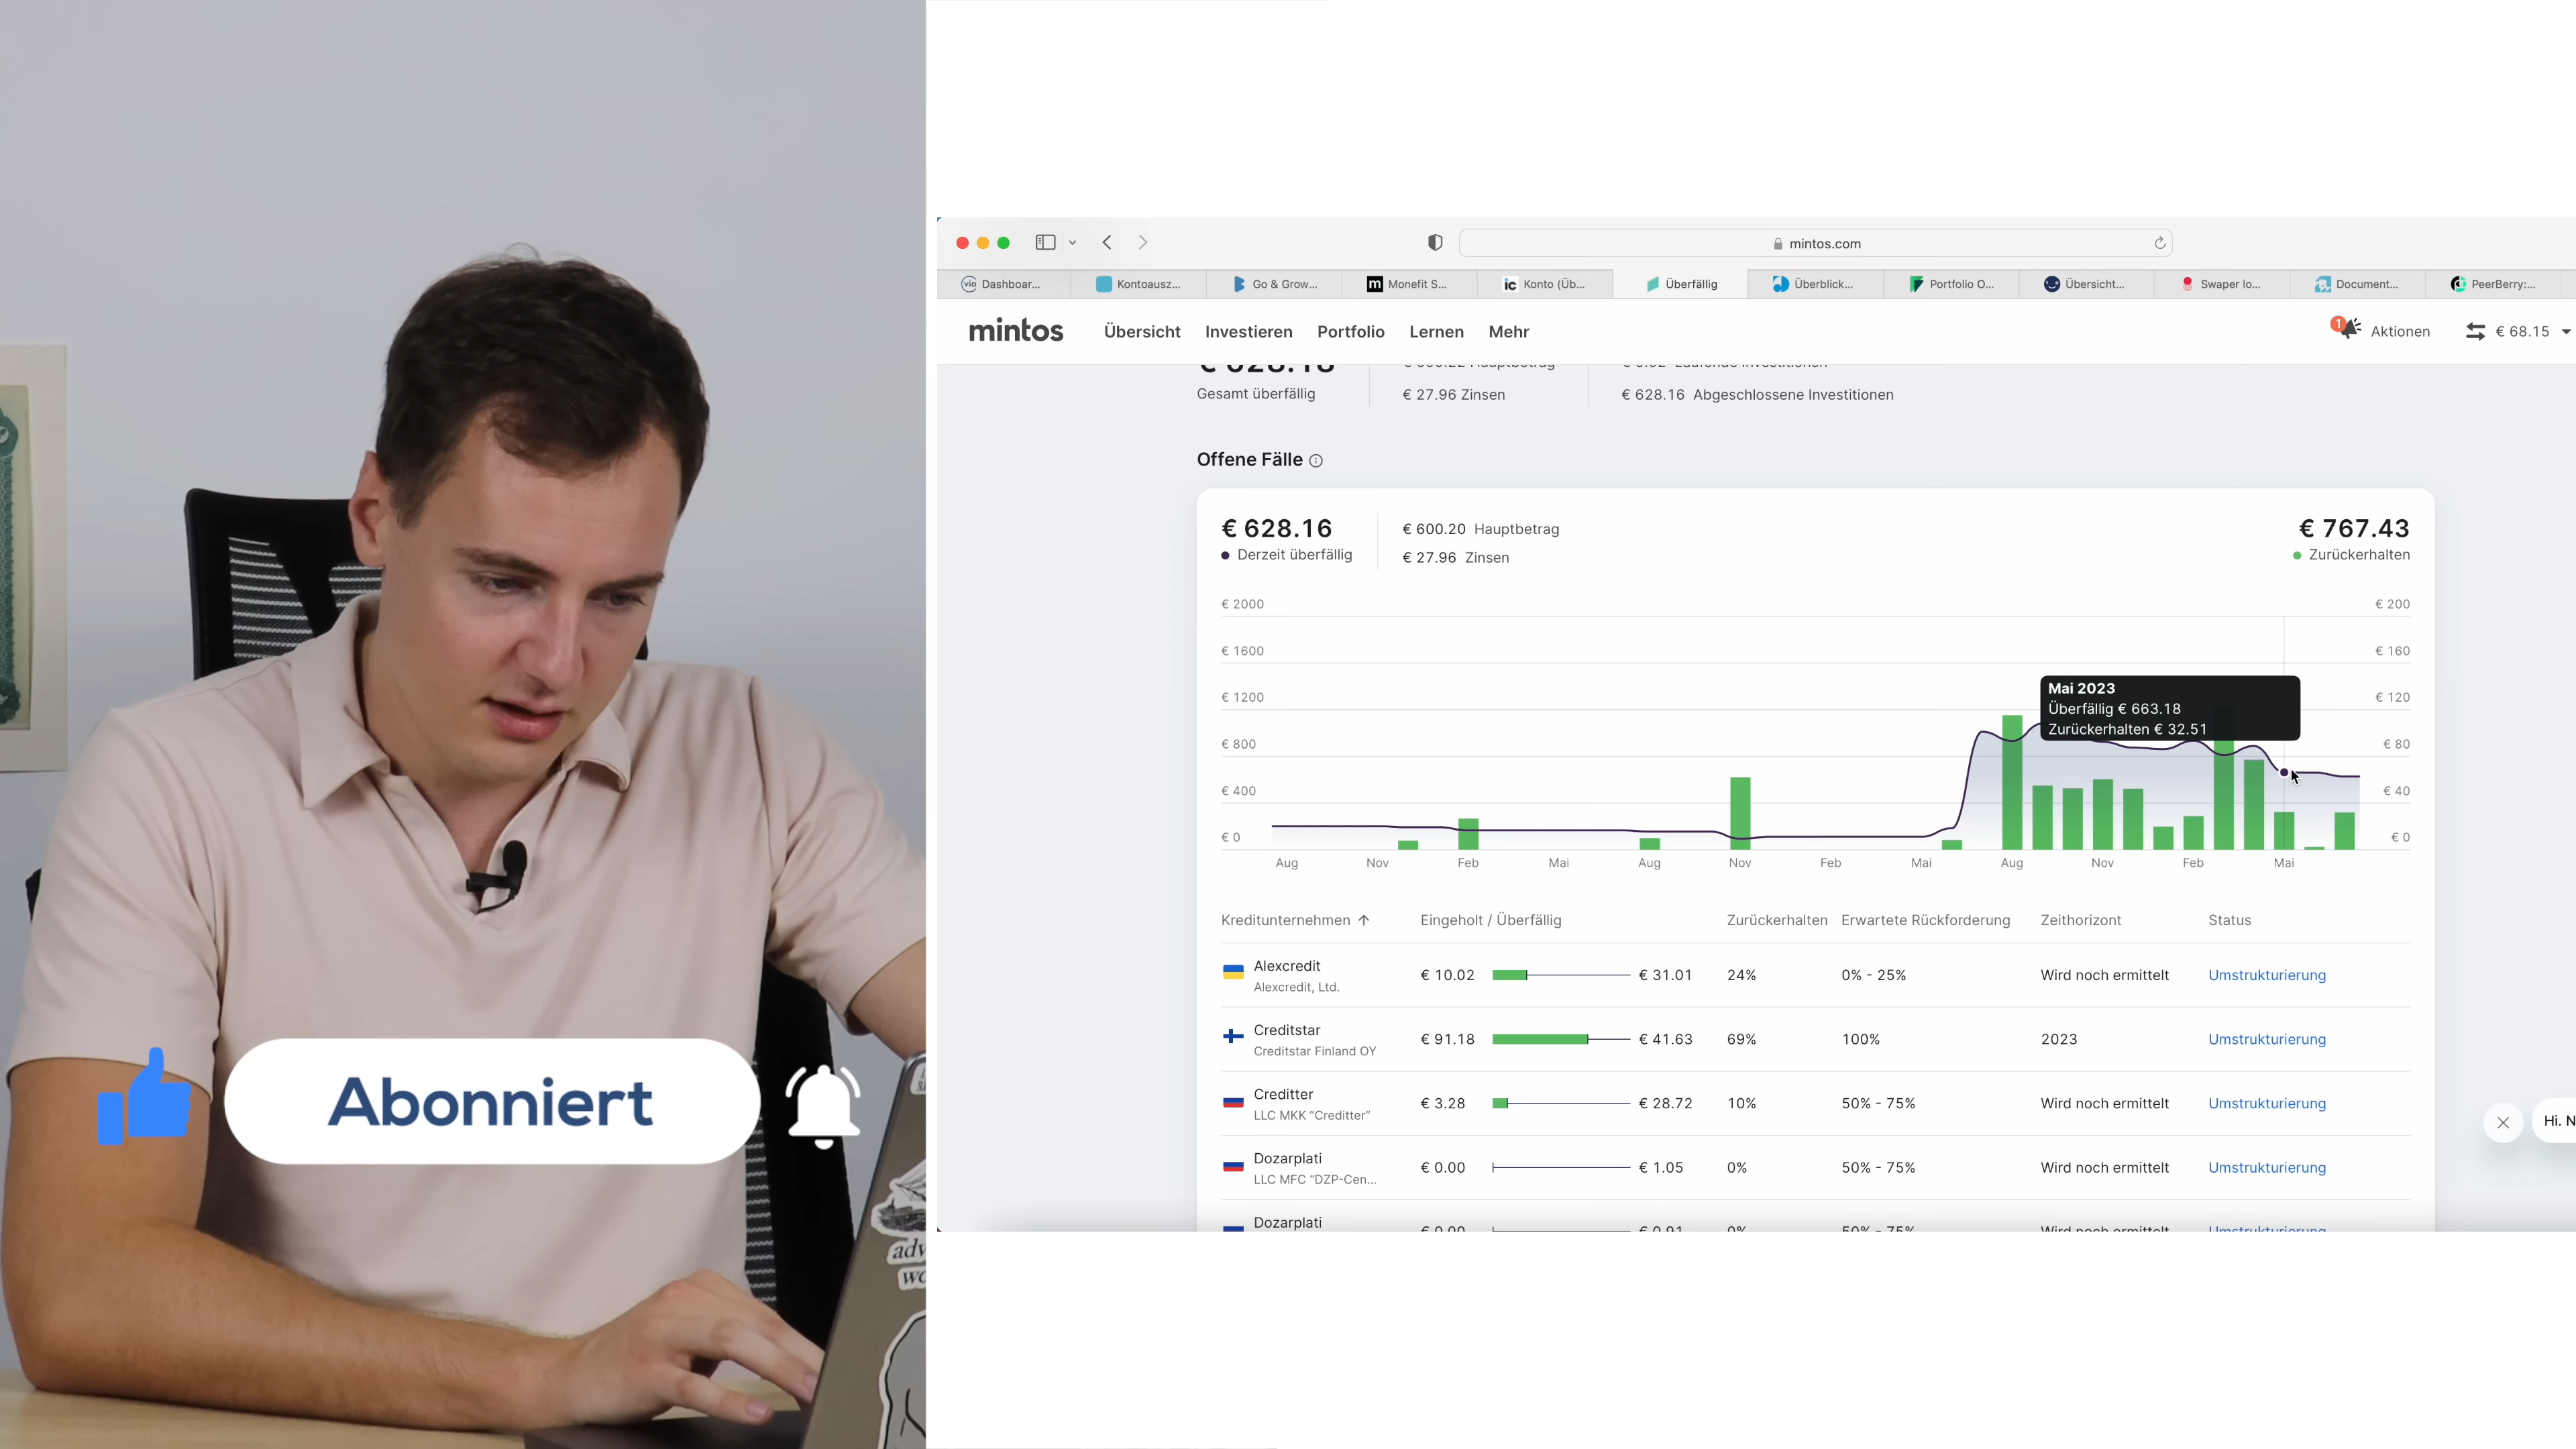 mintos.com
Dashboar...
Kontoausz...
Go & Grow...
m
Monefit S...
ic
Konto (Üb...
Überfällig
Überblick...
Portfolio O...
Übersicht...
Swaper lo...
Document...
PeerBerry:...
mintos
Übersicht
Investieren
Portfolio
Lernen
Mehr
1
Aktionen
€ 68.15
Gesamt überfällig
€ 27.96 Zinsen
€ 628.16 Abgeschlossene Investitionen
Offene Fälle
€ 628.16
Derzeit überfällig
€ 600.20 Hauptbetrag
€ 27.96 Zinsen
€ 767.43
Zurückerhalten
€ 2000
€ 200
€ 1600
€ 160
€ 1200
€ 120
€ 800
€ 80
€ 400
€ 40
€ 0
€ 0
Mai 2023
Überfällig € 663.18
Zurückerhalten € 32.51
Aug Nov Feb Mai Aug Nov Feb Mai Aug Nov Feb Mai
Kreditunternehmen Eingeholt / Überfällig Zurückerhalten Erwartete Rückforderung Zeithorizont Status
Alexcredit
Alexcredit, Ltd.
€ 10.02 € 31.01 24% 0% - 25% Wird noch ermittelt Umstrukturierung
Creditstar
Creditstar Finland OY
€ 91.18 € 41.63 69% 100% 2023 Umstrukturierung
Creditter
LLC MKK “Creditter”
€ 3.28 € 28.72 10% 50% - 75% Wird noch ermittelt Umstrukturierung
Dozarplati
LLC MFC “DZP-Cen...
€ 0.00 € 1.05 0% 50% - 75% Wird noch ermittelt Umstrukturierung
Dozarplati
Hi. N
Abonniert